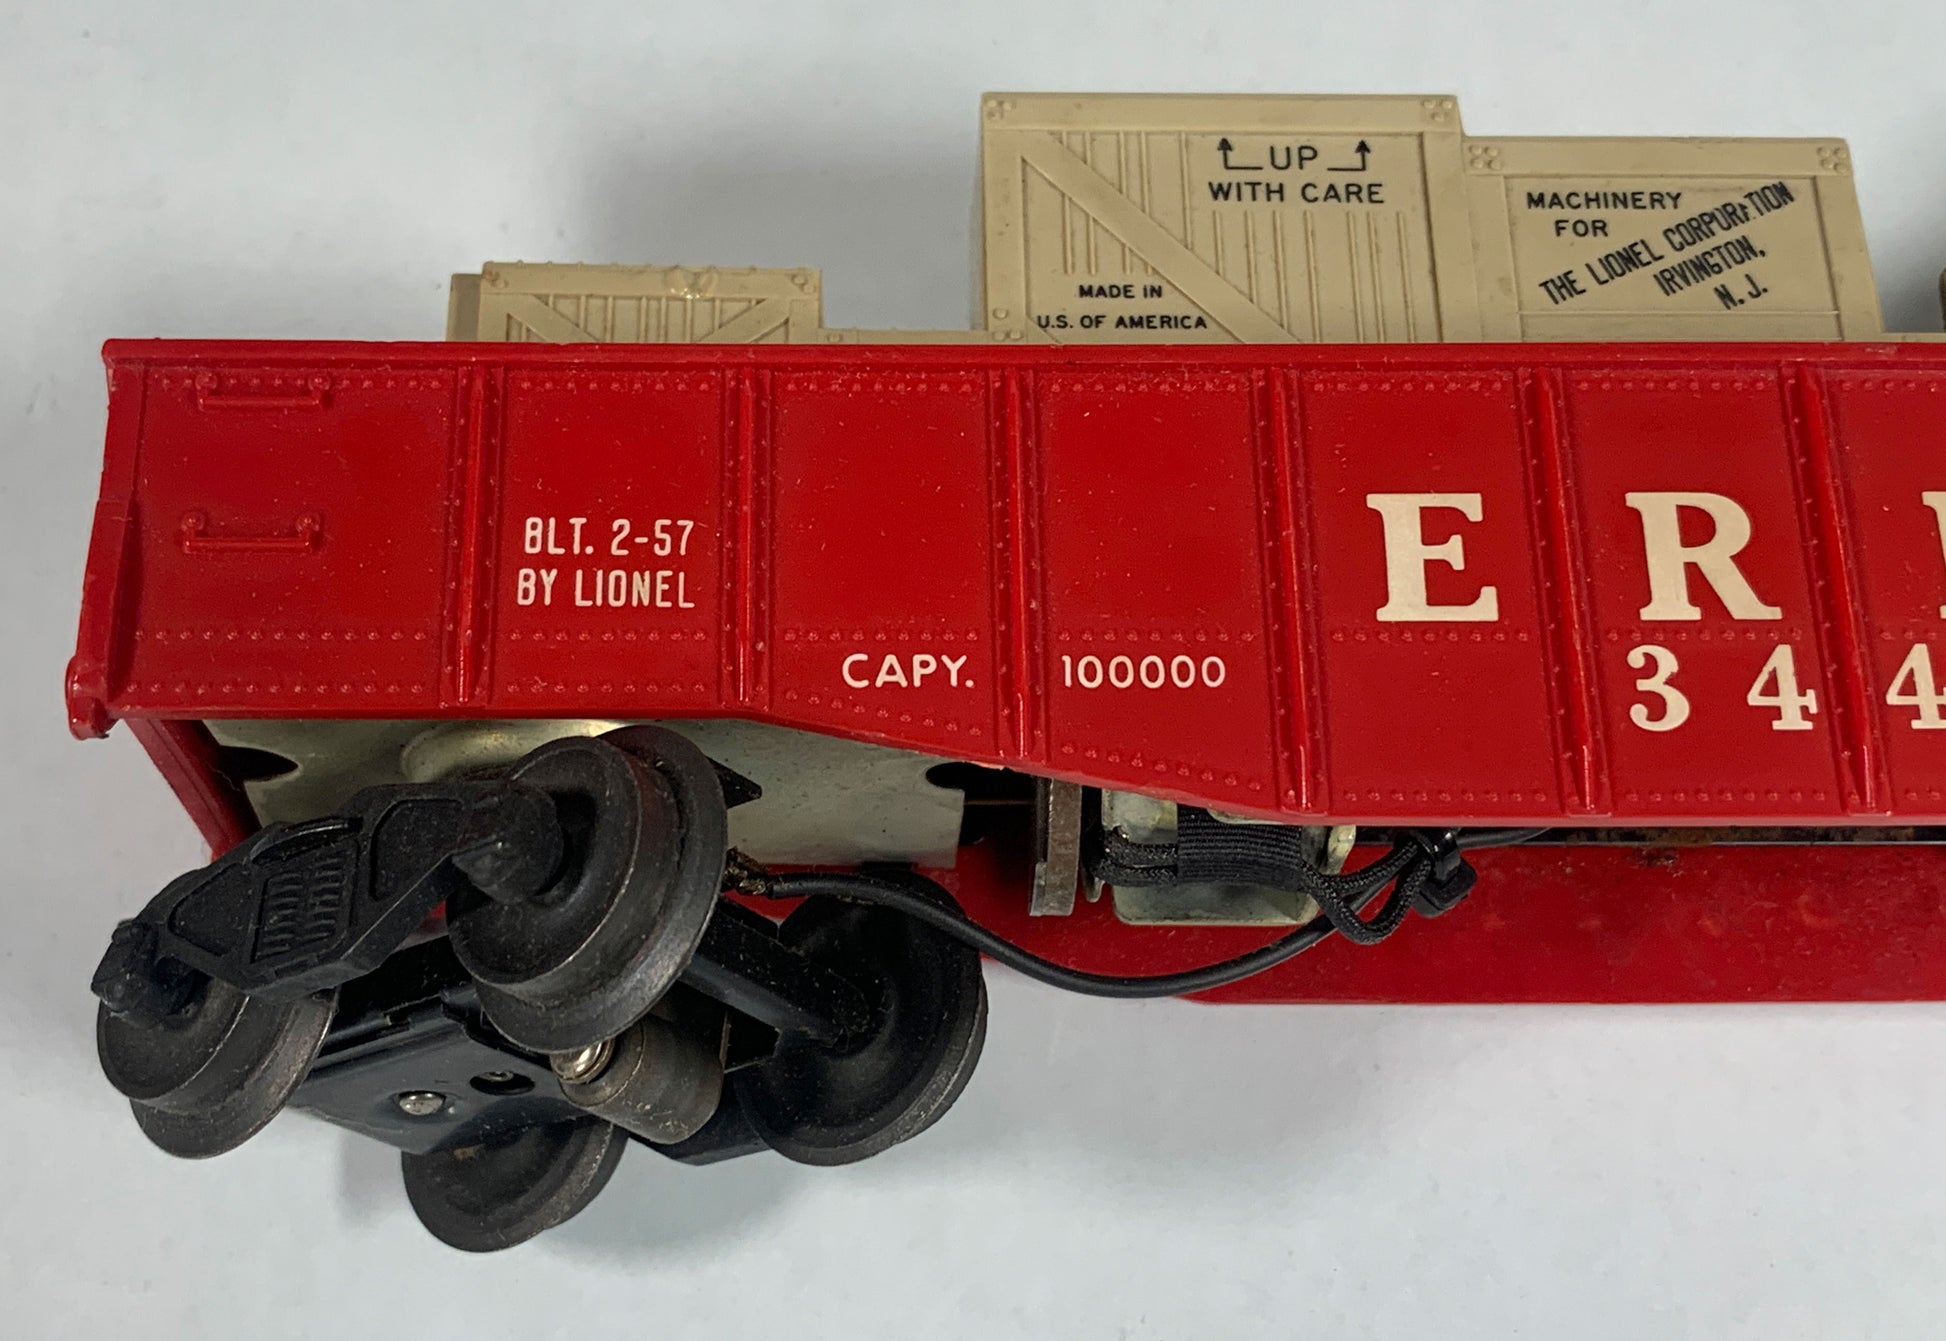 UP
WITH CARE
MADE IN
U.S. OF AMERICA
MACHINERY
FOR
THE LIONEL CORPORATION
IRVINGTON,
N. J.
BLT. 2-57
BY LIONEL
CAPY. 100000
E R
3 4 4